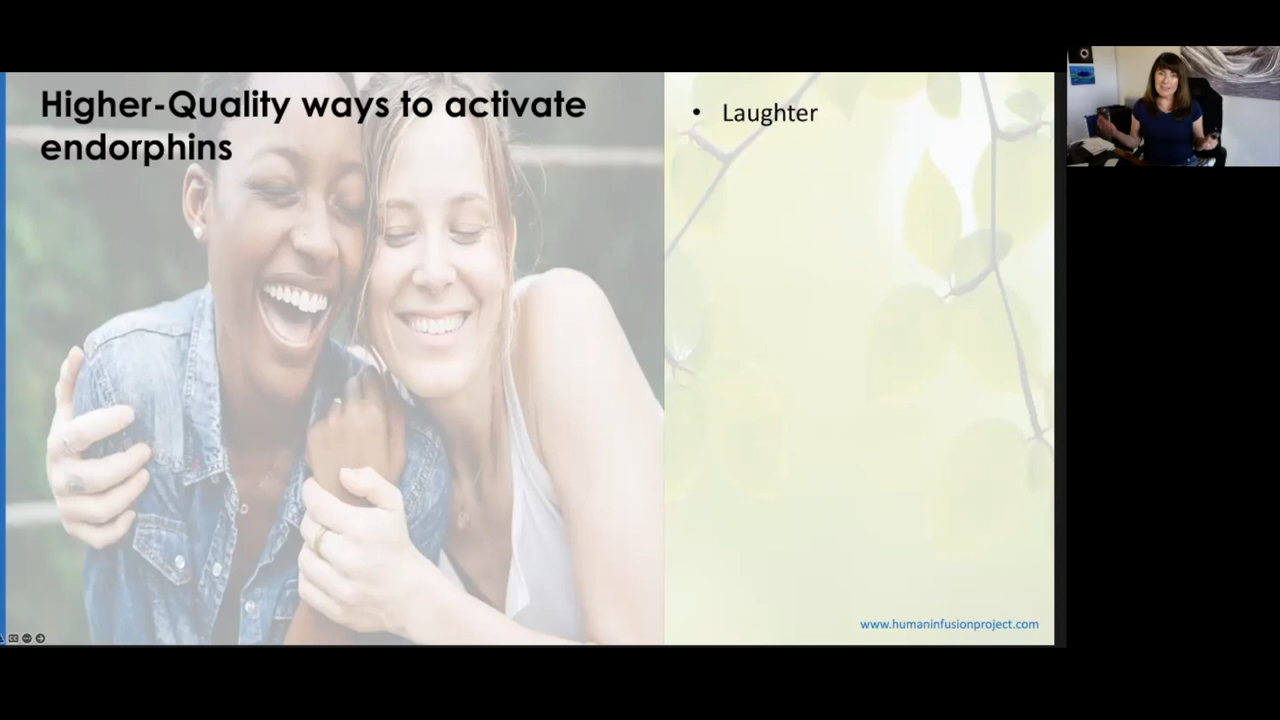 Higher-Quality ways to activate
endorphins
• Laughter
www.humaninfusionproject.com